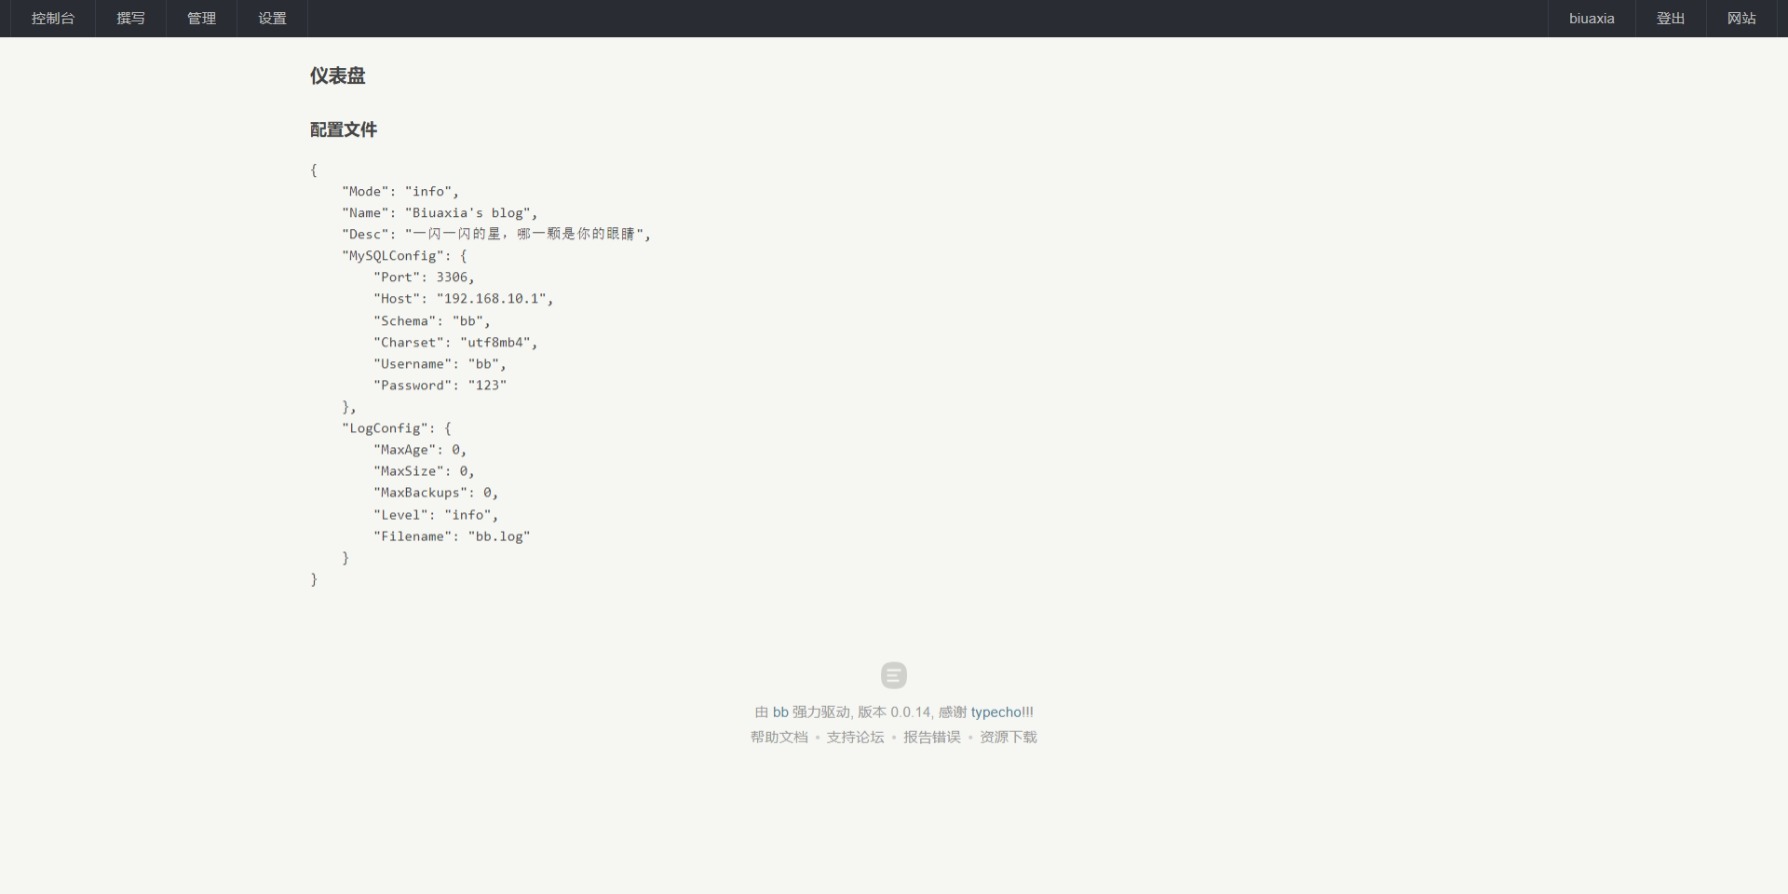 控制台 撰写 管理 设置 biuaxia 登出 网站
仪表盘
配置文件
{
    "Mode": "info",
    "Name": "Biuaxia's blog",
    "Desc": "一闪一闪的星，哪一颗是你的眼睛",
    "MySQLConfig": {
        "Port": 3306,
        "Host": "192.168.10.1",
        "Schema": "bb",
        "Charset": "utf8mb4",
        "Username": "bb",
        "Password": "123"
    },
    "LogConfig": {
        "MaxAge": 0,
        "MaxSize": 0,
        "MaxBackups": 0,
        "Level": "info",
        "Filename": "bb.log"
    }
}
由 bb 强力驱动, 版本 0.0.14, 感谢 typecho!!!
帮助文档 • 支持论坛 • 报告错误 • 资源下载